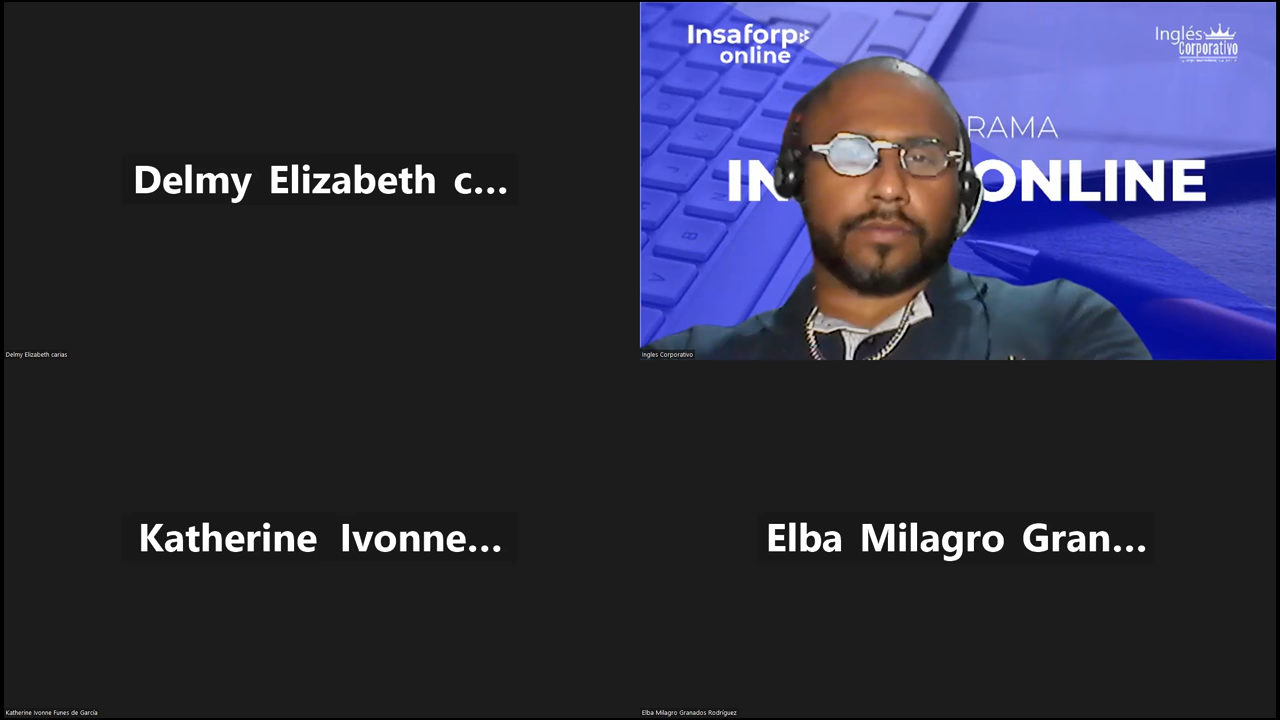 Delmy Elizabeth c...
Delmy Elizabeth carias
Insaforp
online
Inglés
Corporativo
RAMA
IN ONLINE
Ingles Corporativo
Katherine Ivonne...
Katherine Ivonne Funes de García
Elba Milagro Gran...
Elba Milagro Granados Rodriguez